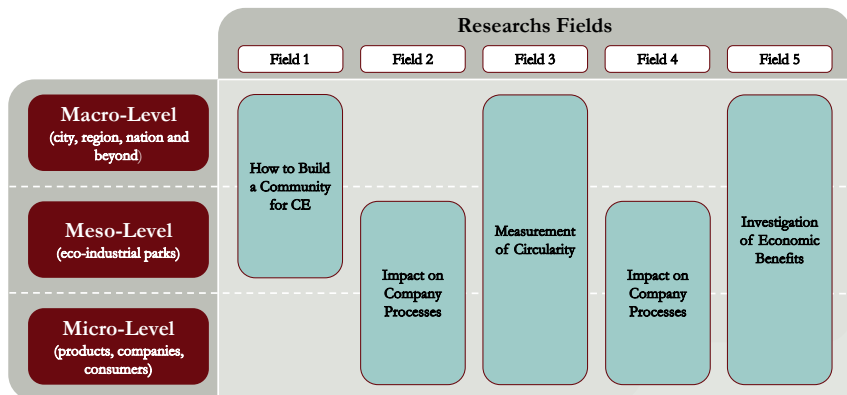 Researchs Fields
Field 1
Field 2
Field 3
Field 4
Field 5
Macro-Level
(city, region, nation and
beyond)
Meso-Level
(eco-industrial parks)
Micro-Level
(products, companies,
consumers)
How to Build
a Community
for CE
Impact on
Company
Processes
Measurement
of Circularity
Impact on
Company
Processes
Investigation
of Economic
Benefits